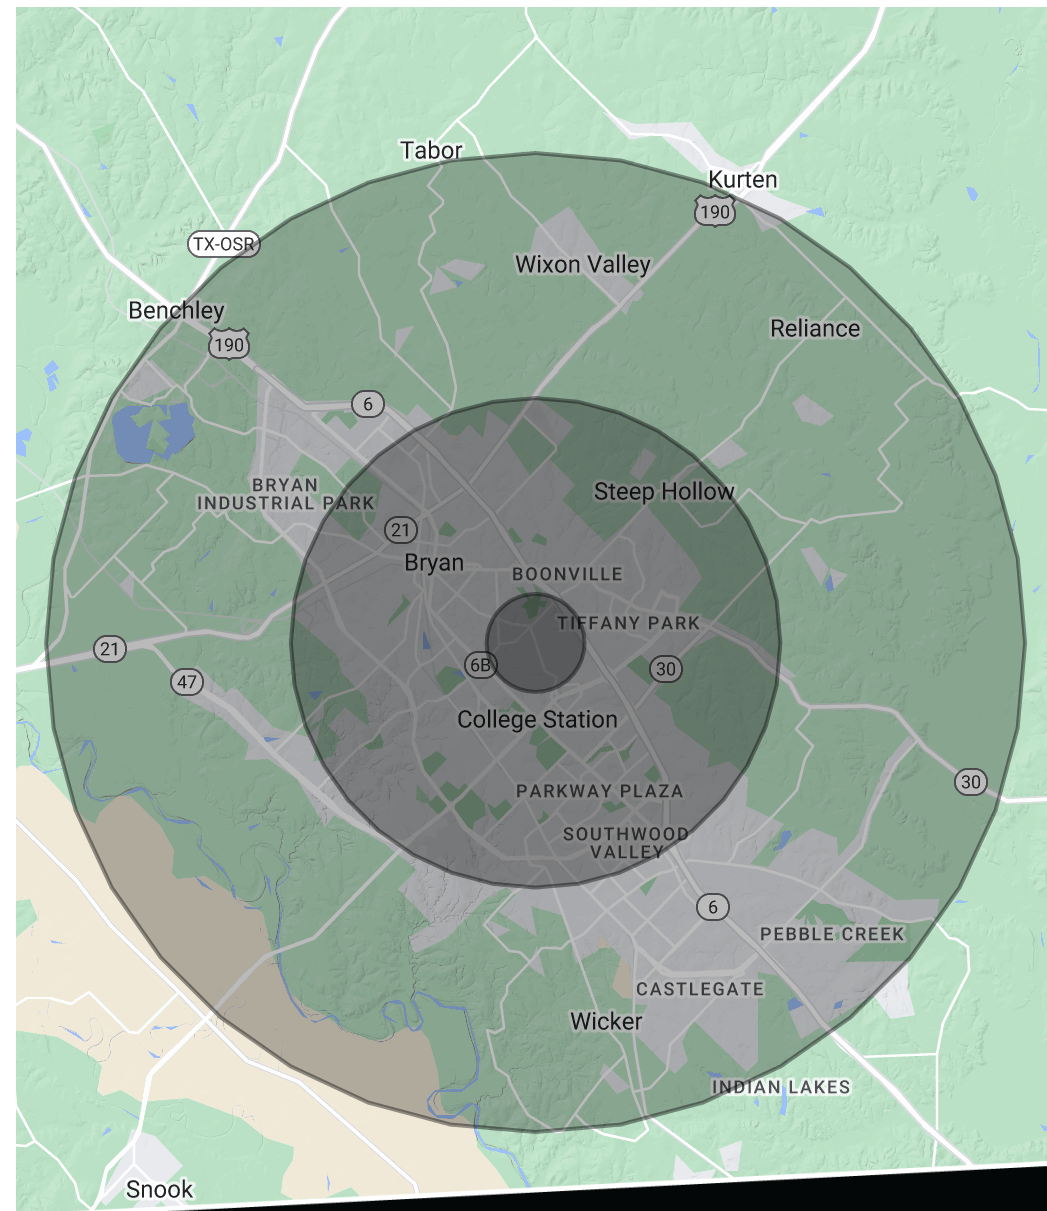 Tabor
Kurten
190
TX-OSR
Wixon Valley
Benchley
Reliance
190
6
BRYAN
INDUSTRIAL PARK
Steep Hollow
21
Bryan
BOONVILLE
TIFFANY PARK
21
6B
30
47
College Station
30
PARKWAY PLAZA
SOUTHWOOD
VALLEY
6
PEBBLE CREEK
CASTLEGATE
Wicker
INDIAN LAKES
Snook